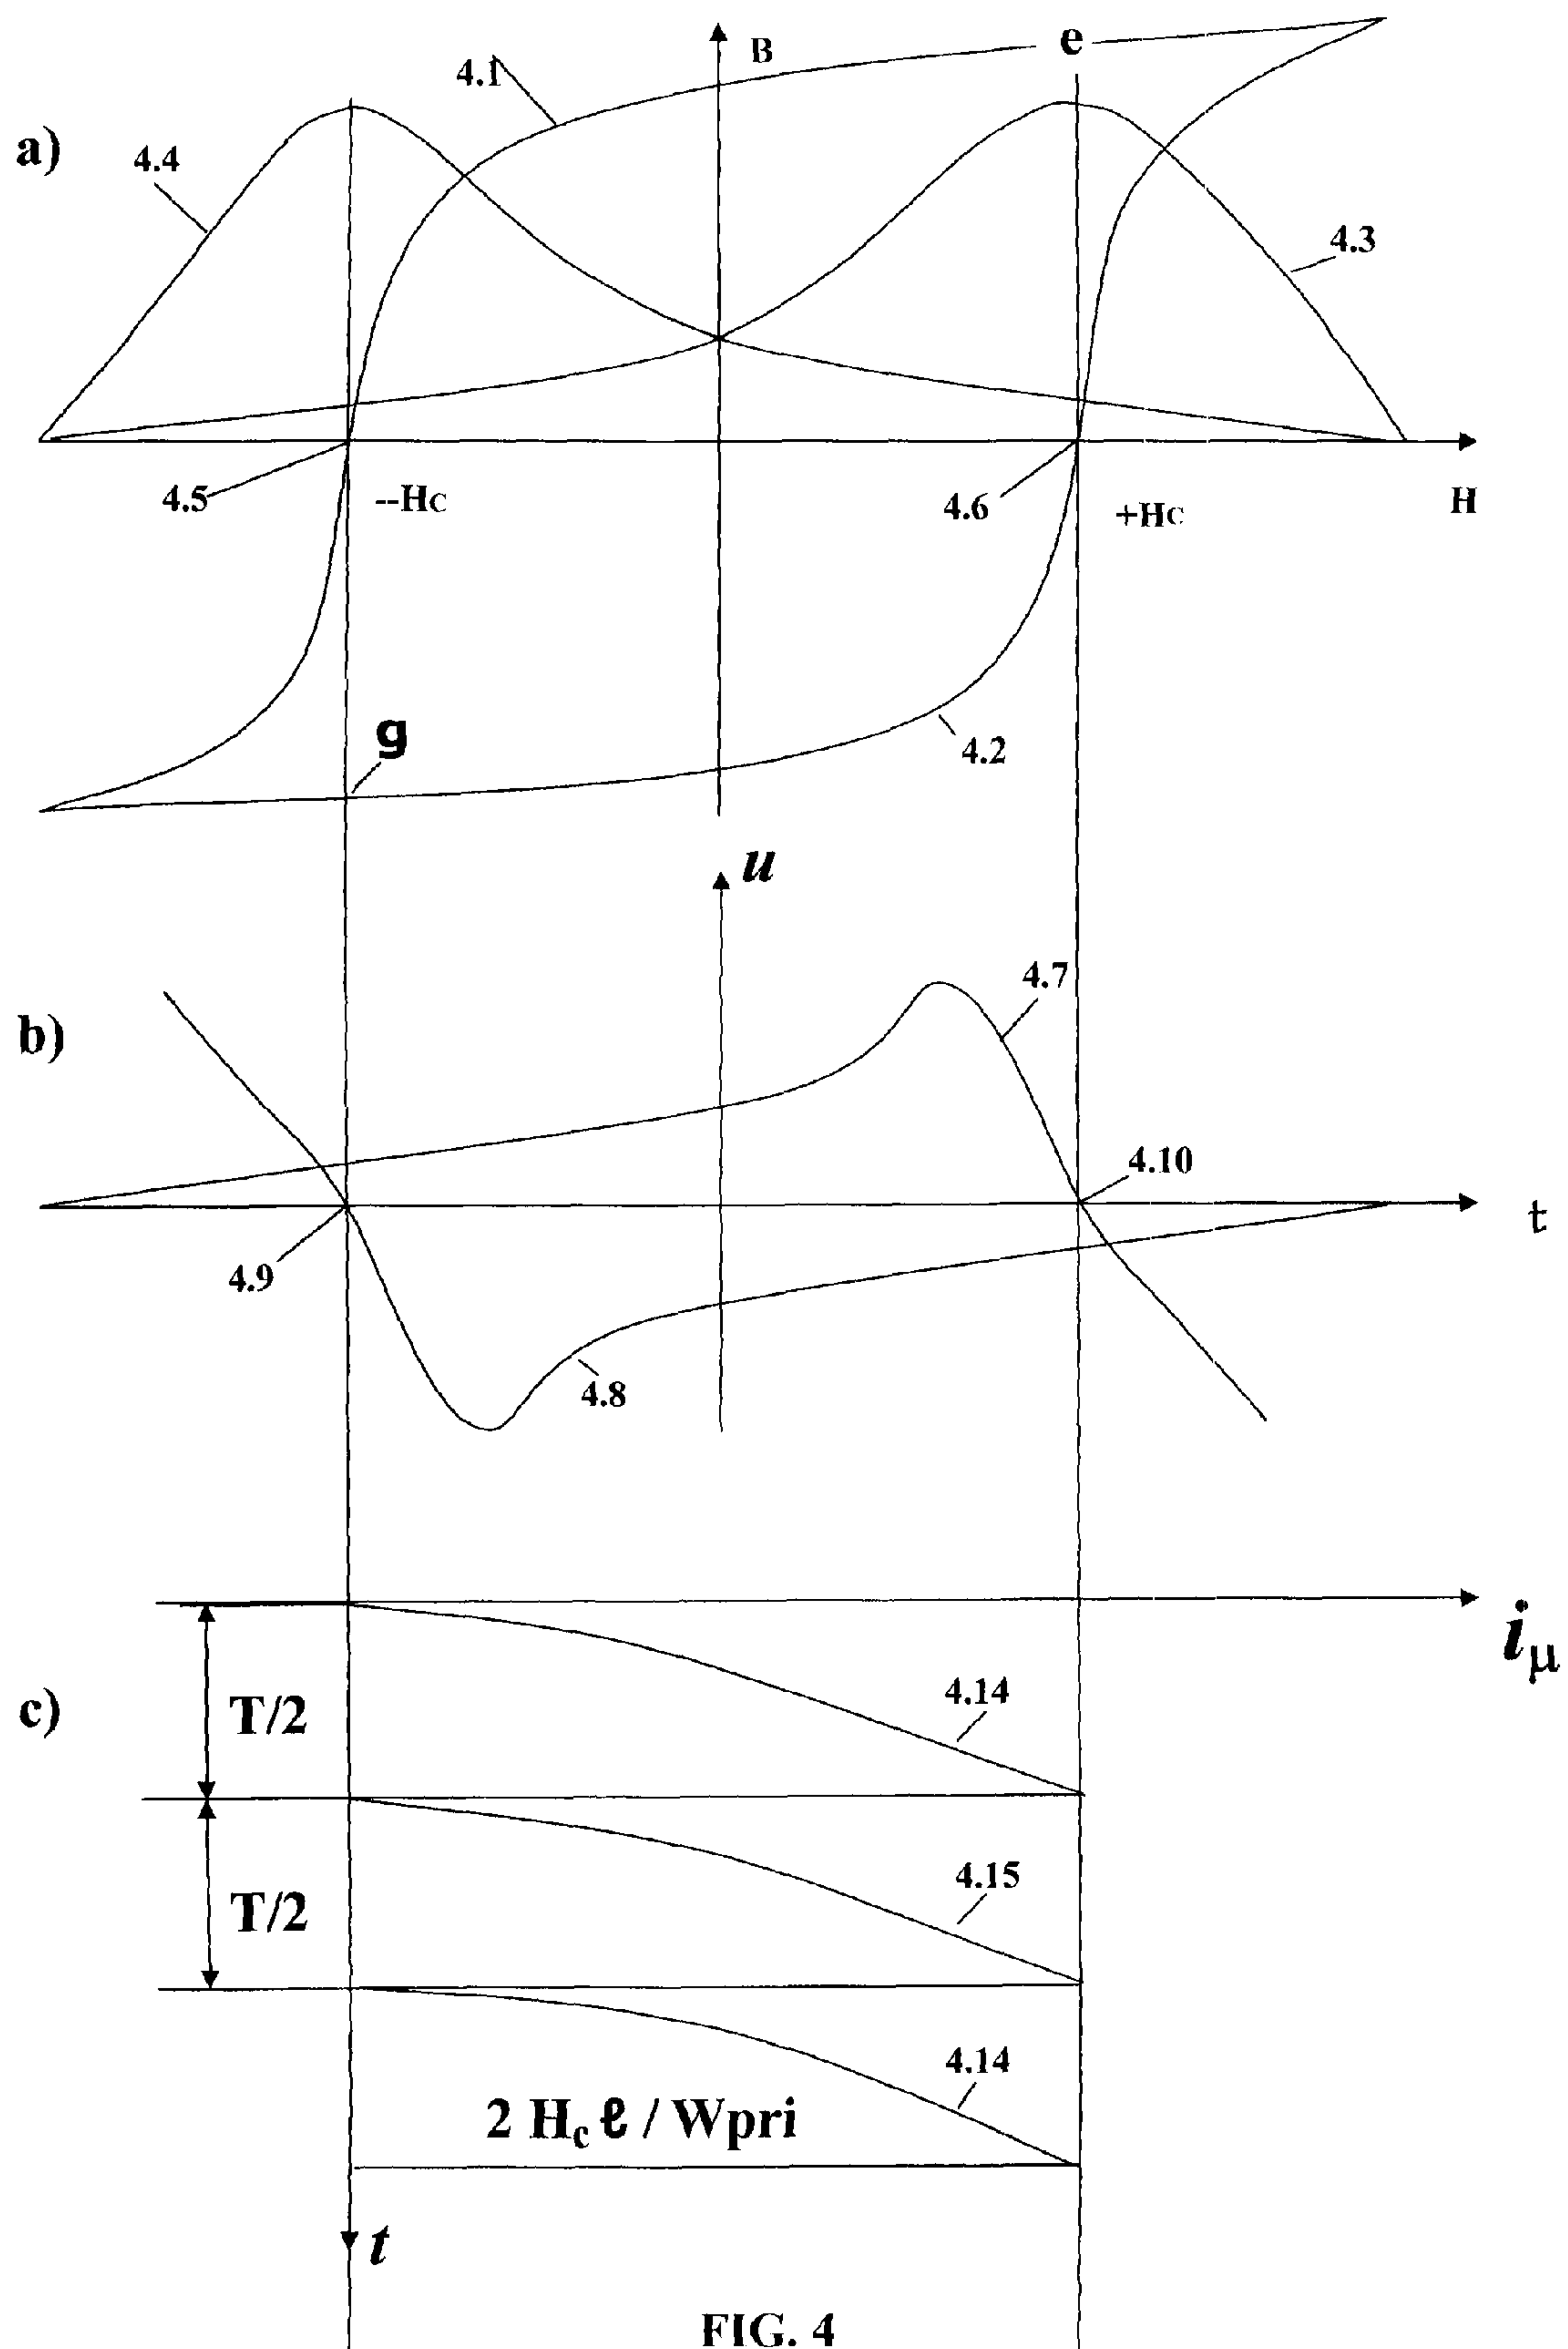 B
e
4.1
a)
4.4
4.3
4.5
--HC
4.6
+HC
H
g
4.2
u
4.7
b)
4.10
t
4.9
4.8
iμ
4.14
c)
T/2
4.15
T/2
4.14
2 Hc ℓ / Wpri
t
FIG. 4